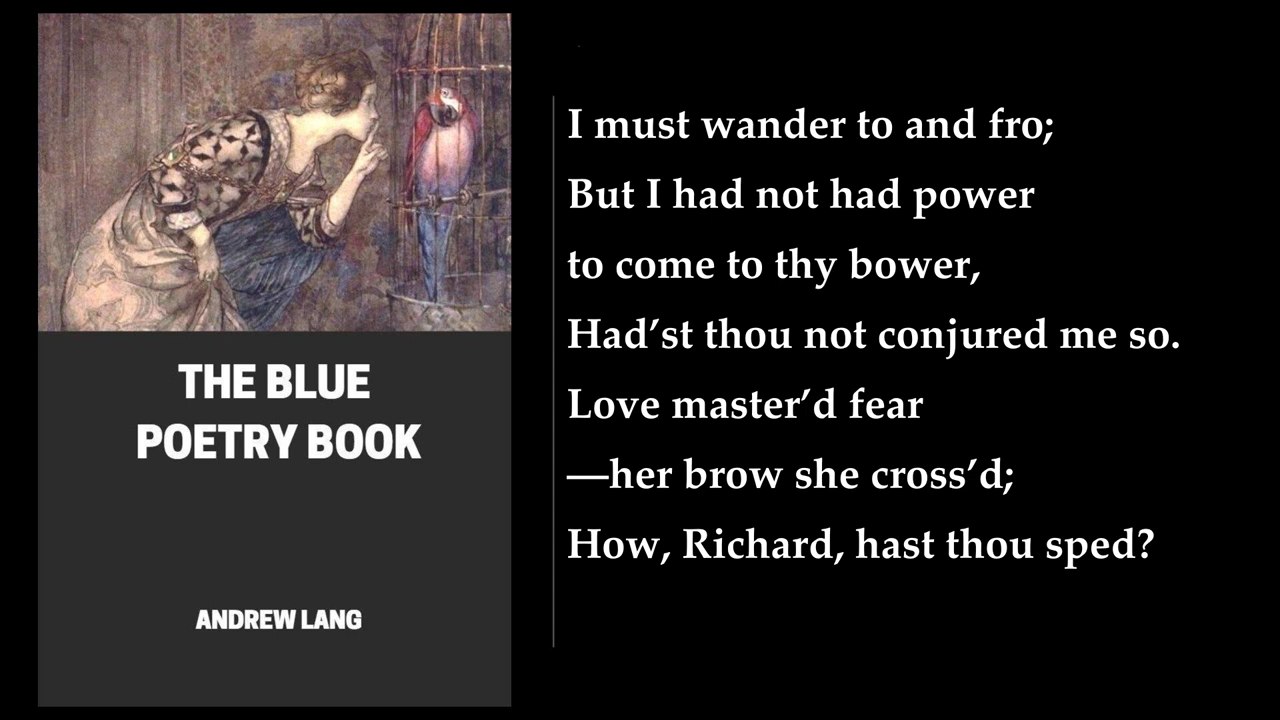 THE BLUE
POETRY BOOK
ANDREW LANG
I must wander to and fro;
But I had not had power
to come to thy bower,
Had’st thou not conjured me so.
Love master’d fear
—her brow she cross’d;
How, Richard, hast thou sped?